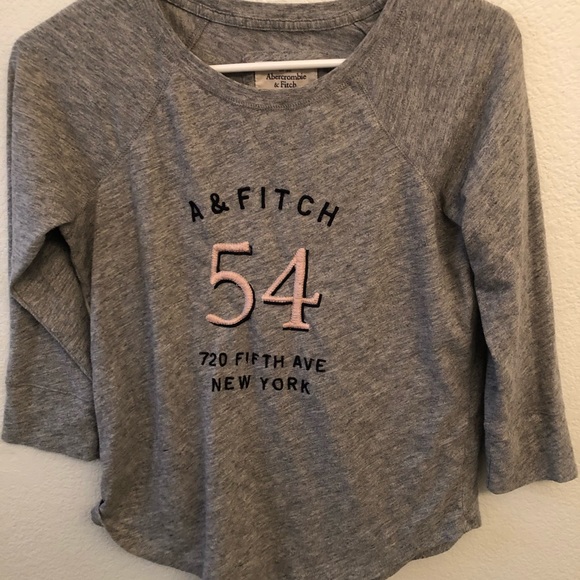 Abercrombie
& Fitch
A & FITCH
54
720 FIFTH AVE
NEW YORK